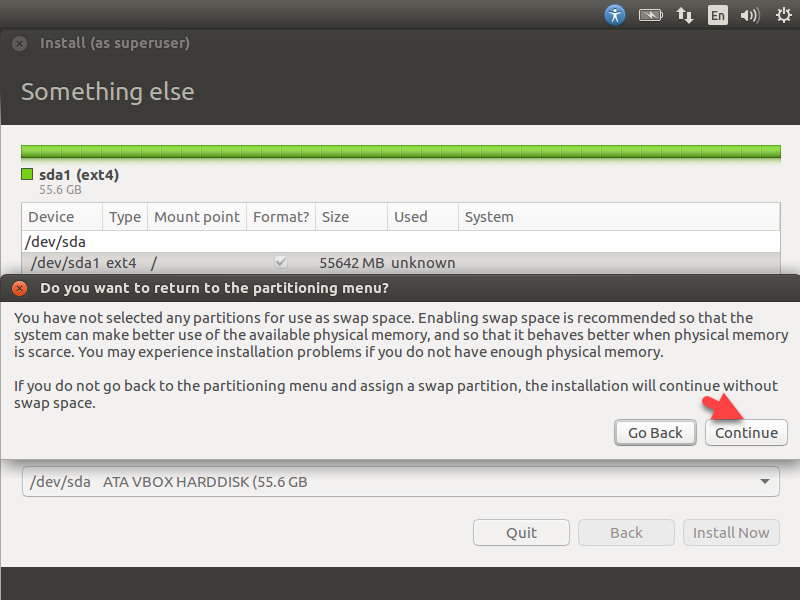 En
Install (as superuser)
Something else
sda1 (ext4)
55.6 GB
Device Type Mount point Format? Size Used System
/dev/sda
/dev/sda1 ext4 / 55642 MB unknown
Do you want to return to the partitioning menu?
You have not selected any partitions for use as swap space. Enabling swap space is recommended so that the
system can make better use of the available physical memory, and so that it behaves better when physical memory
is scarce. You may experience installation problems if you do not have enough physical memory.
If you do not go back to the partitioning menu and assign a swap partition, the installation will continue without
swap space.
Go Back Continue
/dev/sda ATA VBOX HARDDISK (55.6 GB
Quit Back Install Now